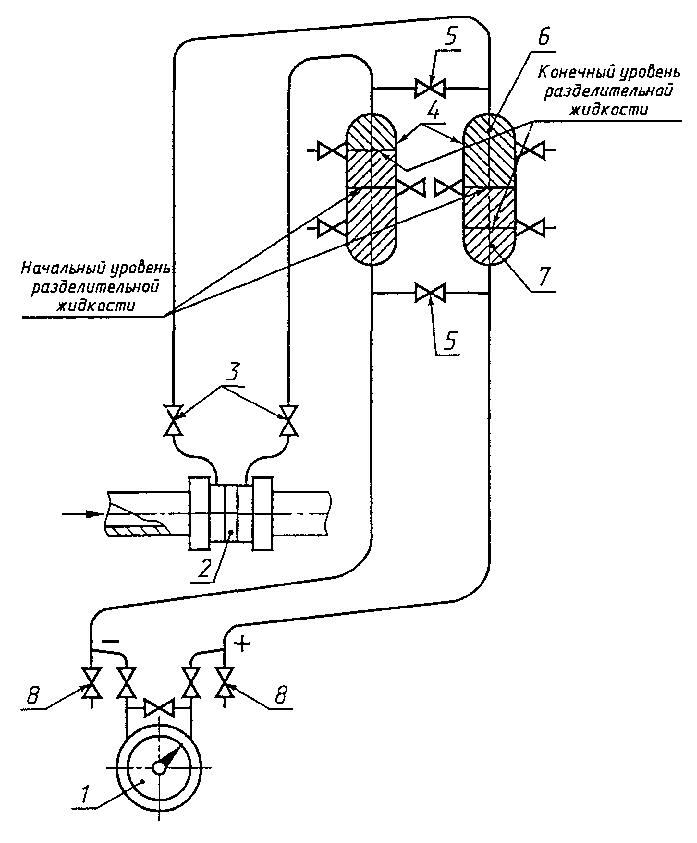 5
6
Конечный уровень
разделительной
жидкости
4
Начальный уровень
разделительной
жидкости
7
5
3
2
− +
8
8
1